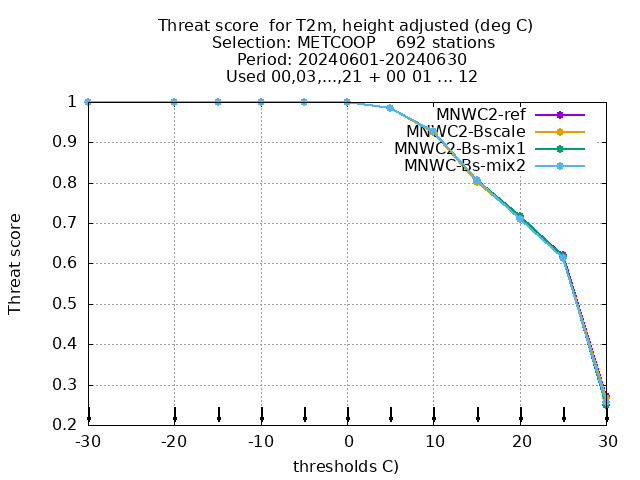 Threat score  for T2m, height adjusted (deg C)
Selection: METCOOP    692 stations
Period: 20240601-20240630
Used 00,03,...,21 + 00 01 ... 12
MNWC2-ref
MNWC2-Bscale
MNWC2-Bs-mix1
MNWC-Bs-mix2
Threat score
1
0.9
0.8
0.7
0.6
0.5
0.4
0.3
0.2
-30 -20 -10 0 10 20 30
thresholds C)